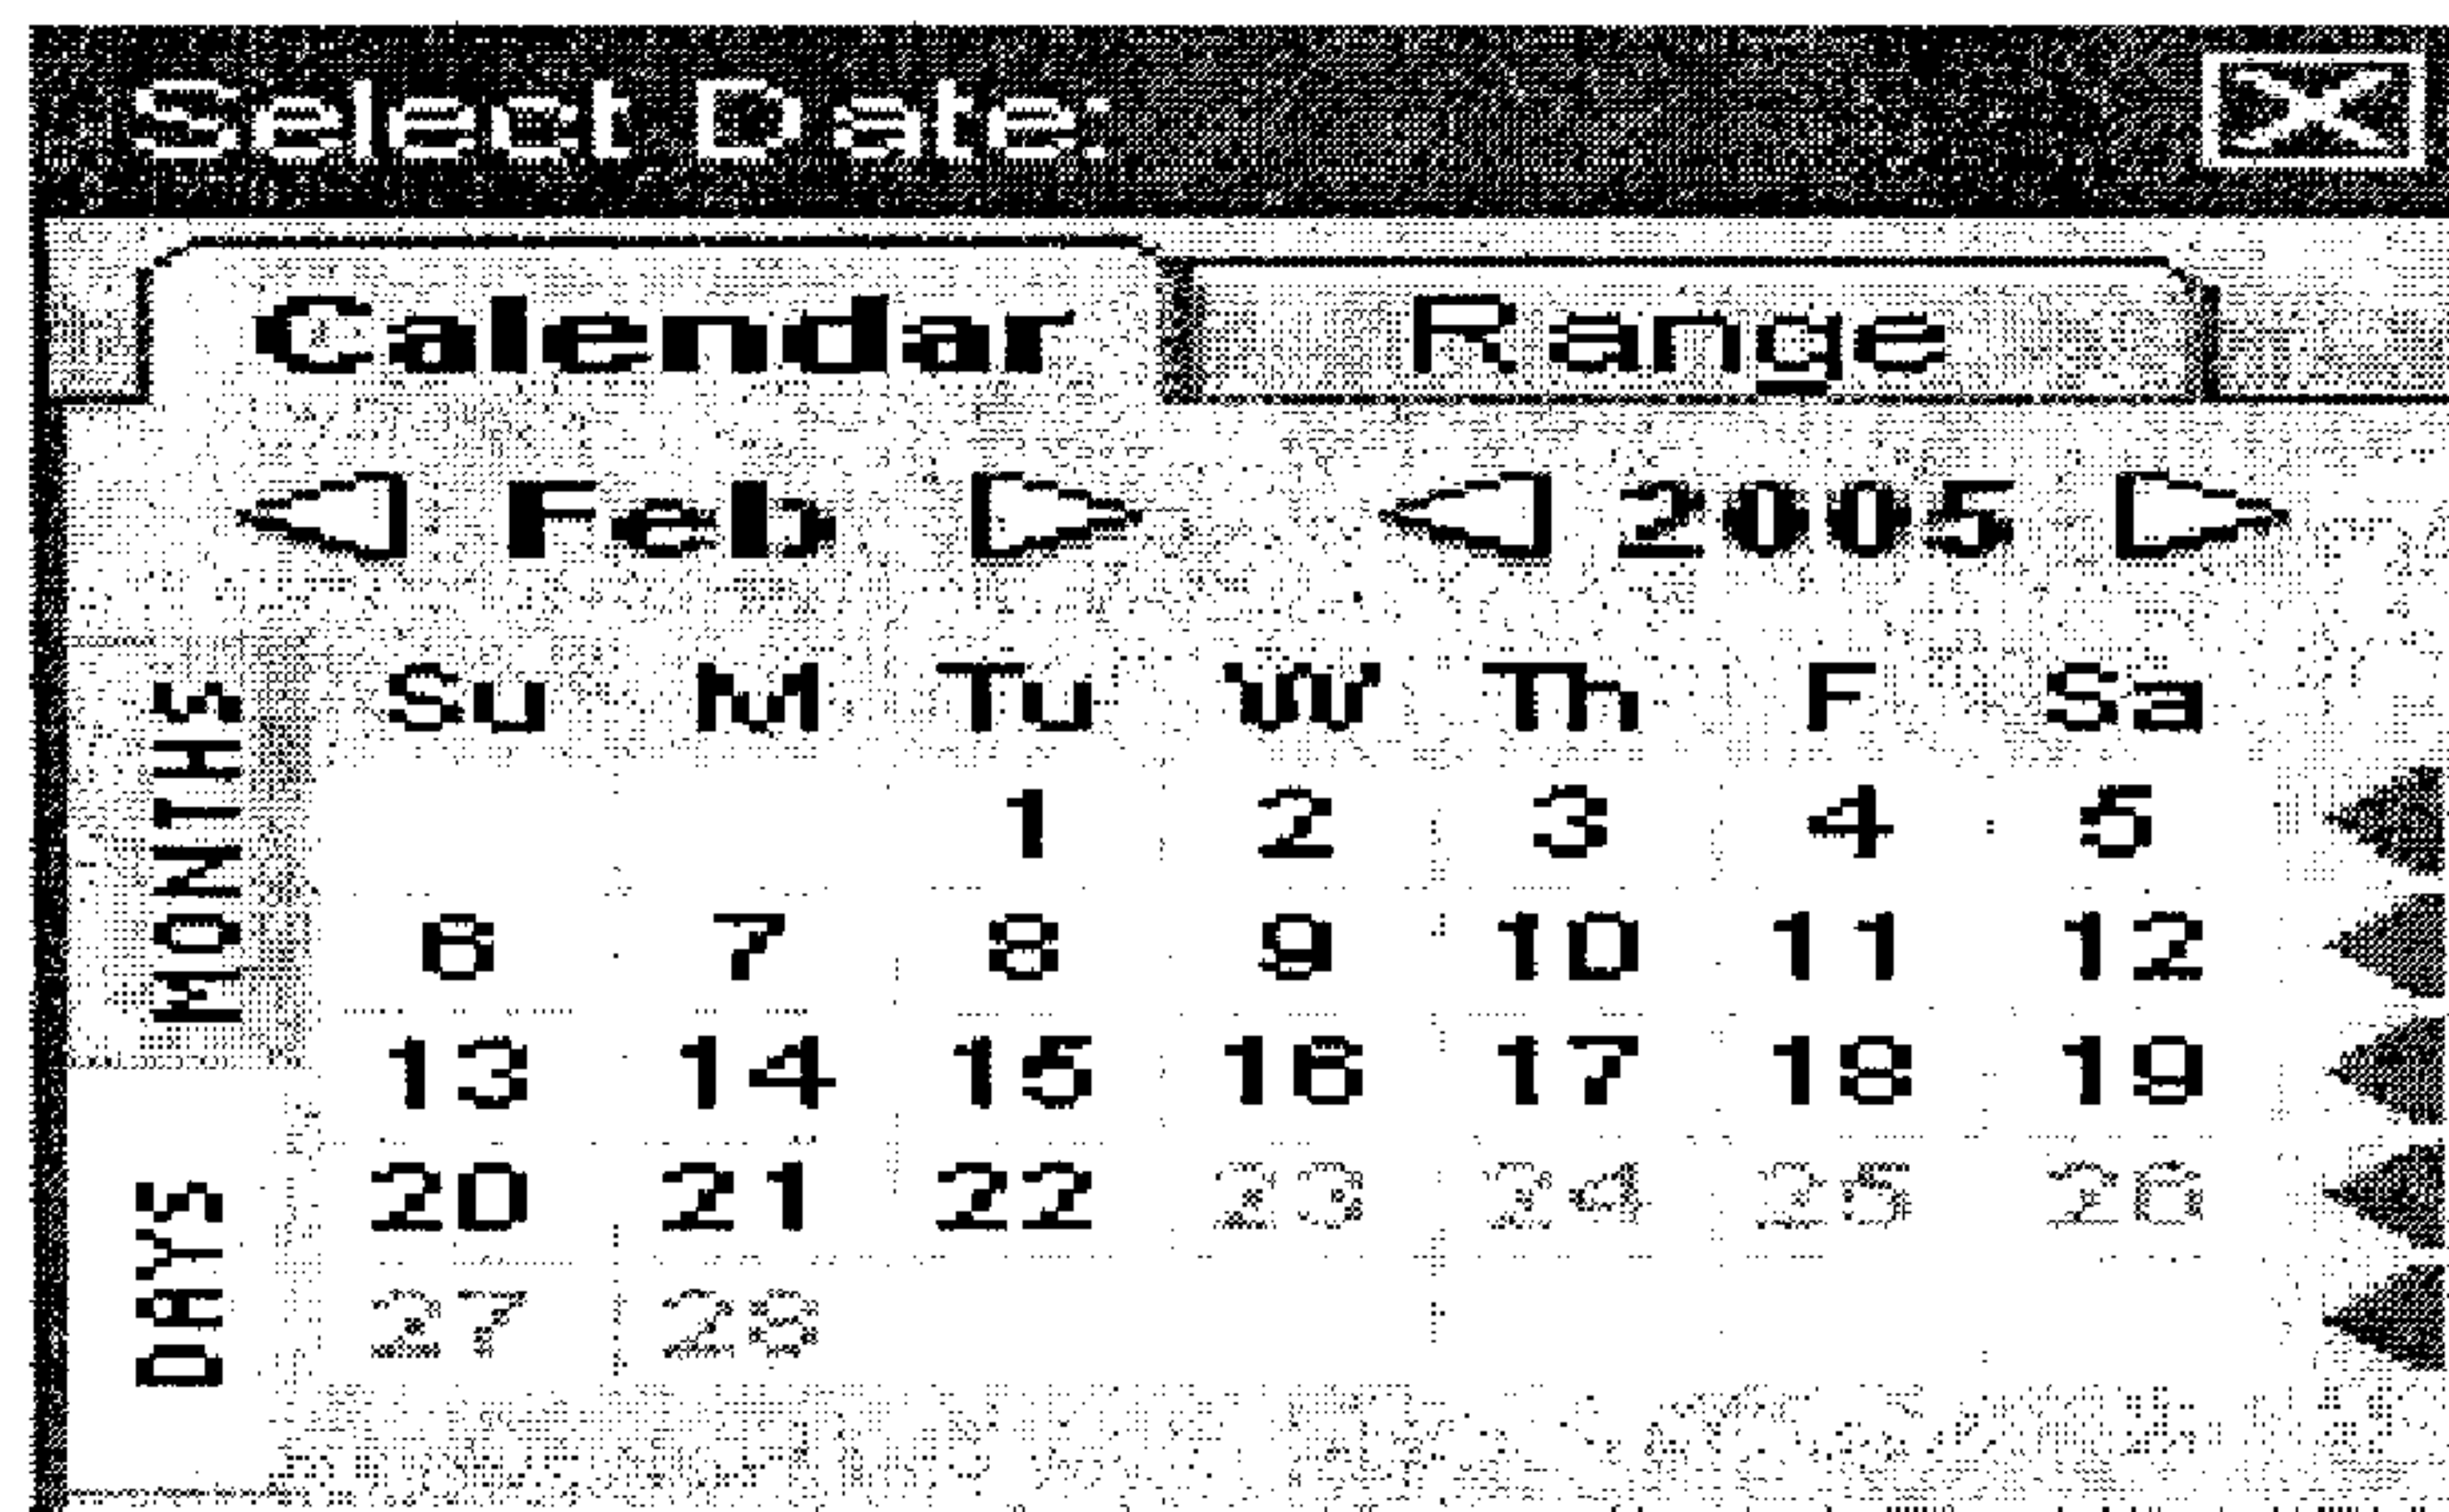 Select Date:
Calendar Range
Feb 2005
Su M Tu W Th F Sa
1 2 3 4 5
6 7 8 9 10 11 12
13 14 15 16 17 18 19
20 21 22 23 24 25 26
27 28
MONTHS
DAYS